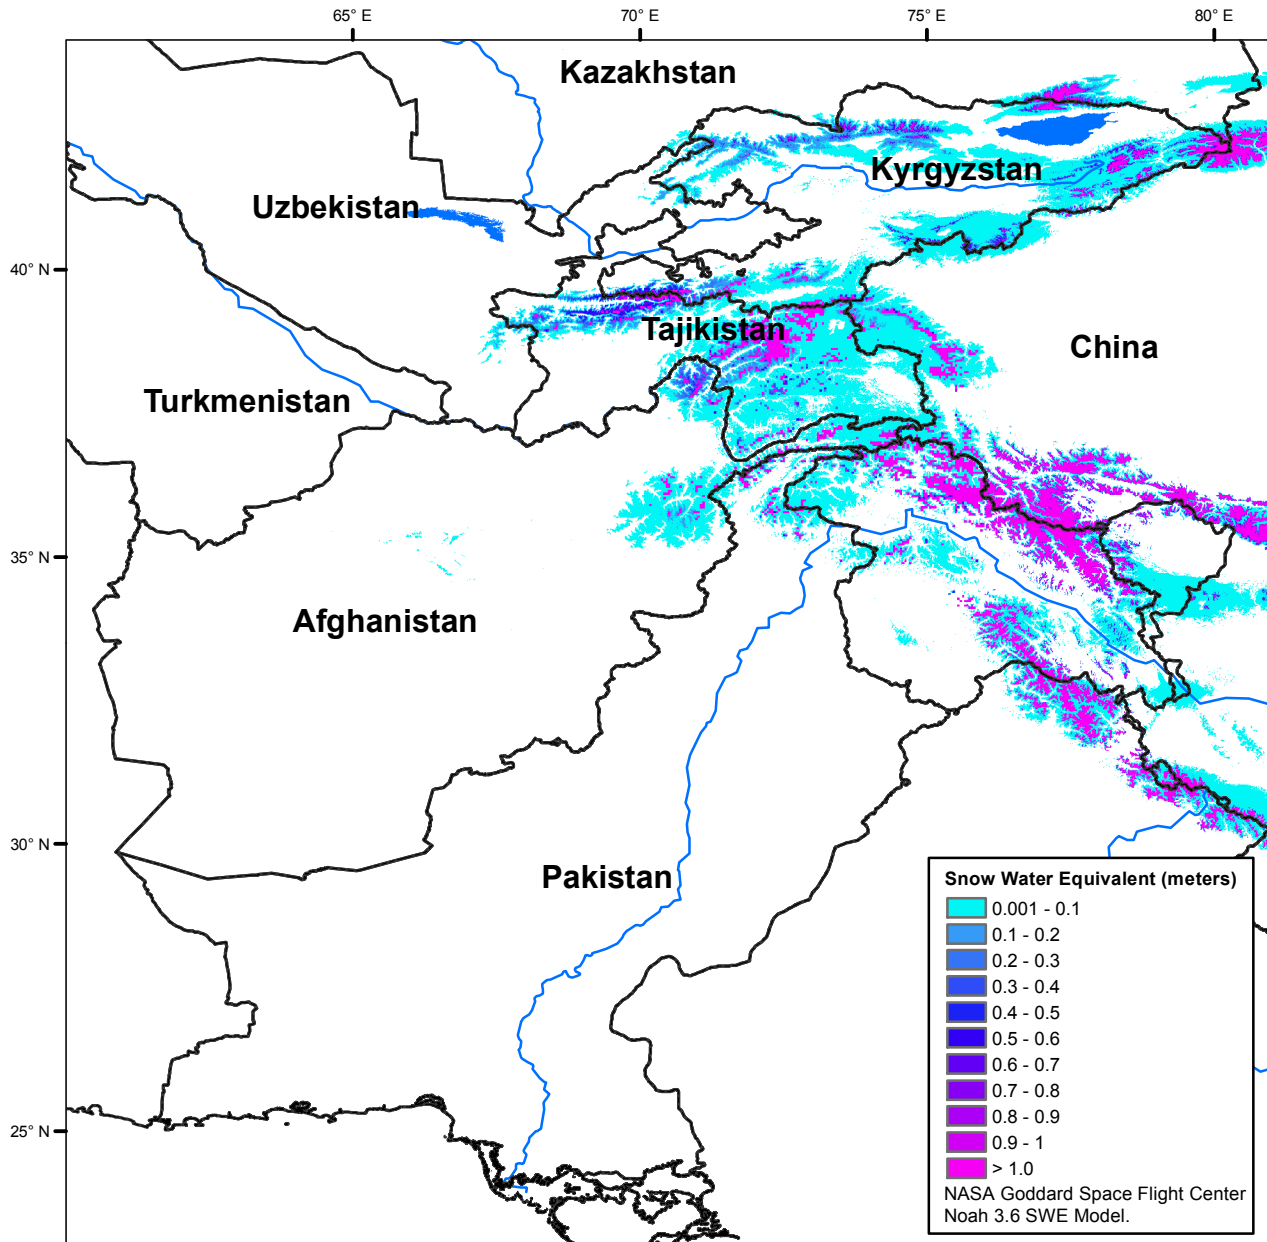 65° E
70° E
75° E
80° E
Kazakhstan
Kyrgyzstan
Uzbekistan
40° N
Tajikistan
China
Turkmenistan
35° N
Afghanistan
30° N
Pakistan
25° N
Snow Water Equivalent (meters)
0.001 - 0.1
0.1 - 0.2
0.2 - 0.3
0.3 - 0.4
0.4 - 0.5
0.5 - 0.6
0.6 - 0.7
0.7 - 0.8
0.8 - 0.9
0.9 - 1
> 1.0
NASA Goddard Space Flight Center
Noah 3.6 SWE Model.